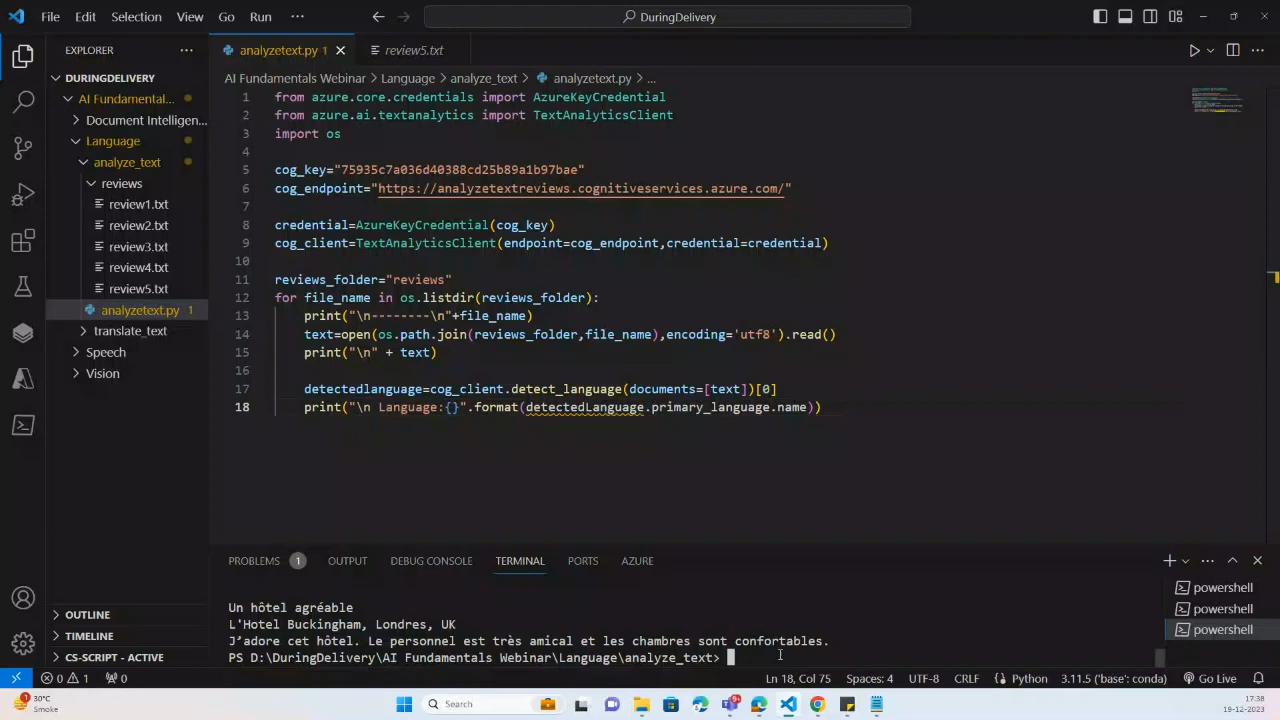 File Edit Selection View Go Run ··· DuringDelivery
EXPLORER ··· analyzetext.py 1 review5.txt
DURINGDELIVERY
AI Fundamentals Webinar > Language > analyze_text > analyzetext.py > ...
AI Fundamental...
Document Intelligen...
Language
analyze_text
reviews
review1.txt
review2.txt
review3.txt
review4.txt
review5.txt
analyzetext.py 1
translate_text
Speech
Vision
OUTLINE
TIMELINE
CS-SCRIPT - ACTIVE
1 from azure.core.credentials import AzureKeyCredential
2 from azure.ai.textanalytics import TextAnalyticsClient
3 import os
4
5 cog_key="75935c7a036d40388cd25b89a1b97bae"
6 cog_endpoint="https://analyzetextreviews.cognitiveservices.azure.com/"
7
8 credential=AzureKeyCredential(cog_key)
9 cog_client=TextAnalyticsClient(endpoint=cog_endpoint,credential=credential)
10
11 reviews_folder="reviews"
12 for file_name in os.listdir(reviews_folder):
13 print("\n--------\n"+file_name)
14 text=open(os.path.join(reviews_folder,file_name),encoding='utf8').read()
15 print("\n" + text)
16
17 detectedlanguage=cog_client.detect_language(documents=[text])[0]
18 print("\n Language:{}".format(detectedLanguage.primary_language.name))
PROBLEMS 1 OUTPUT DEBUG CONSOLE TERMINAL PORTS AZURE
Un hôtel agréable
L'Hotel Buckingham, Londres, UK
J’adore cet hôtel. Le personnel est très amical et les chambres sont confortables.
PS D:\DuringDelivery\AI Fundamentals Webinar\Language\analyze_text>
powershell
powershell
powershell
0 1 0 Ln 18, Col 75 Spaces: 4 UTF-8 CRLF Python 3.11.5 ('base': conda) Go Live
30°C
Smoke
Search
17:38
19-12-2023